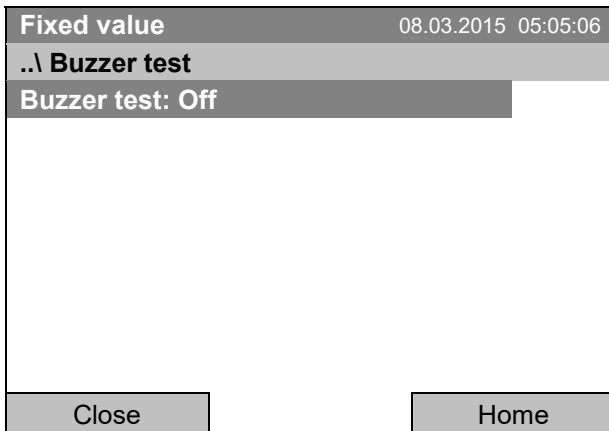 Fixed value 08.03.2015 05:05:06
..\ Buzzer test
Buzzer test: Off
Close Home